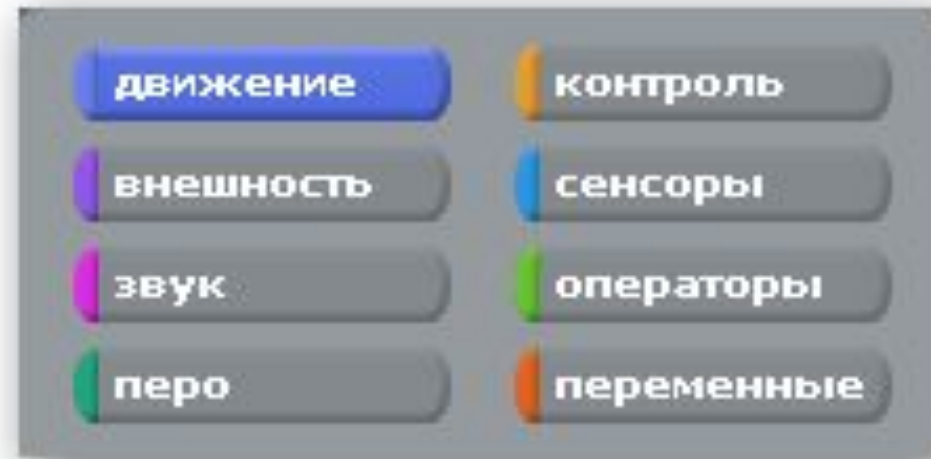 движение
контроль
внешность
сенсоры
звук
операторы
перо
переменные